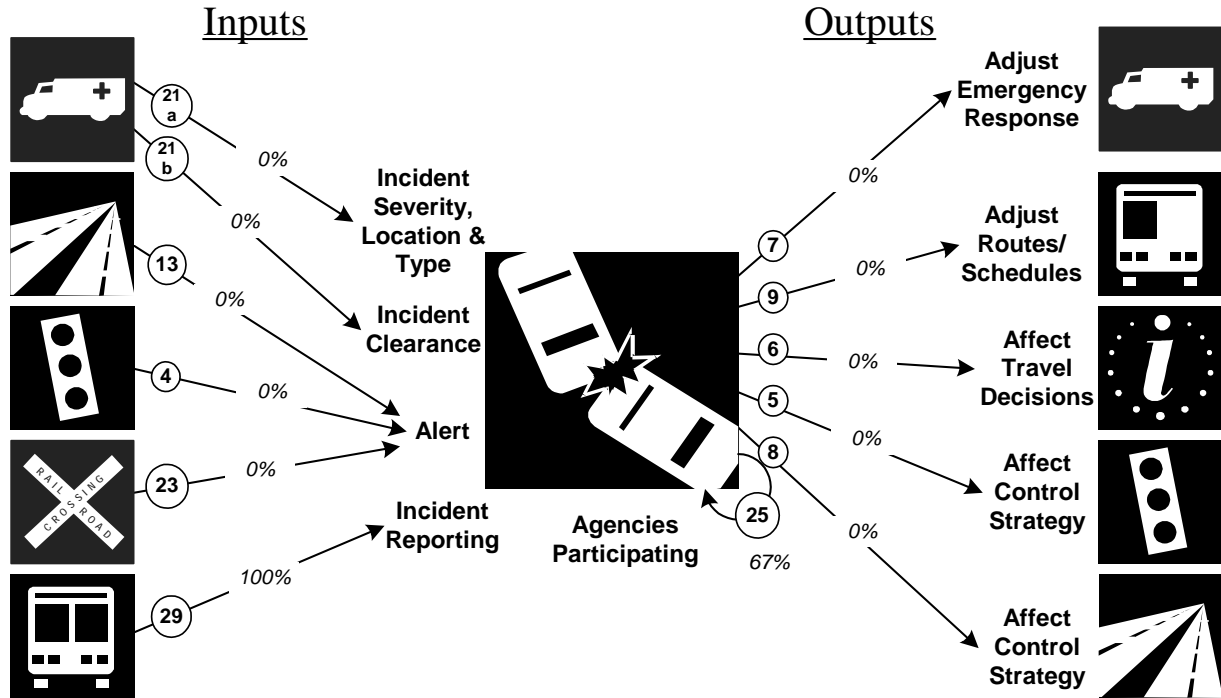 Inputs
Outputs
21
a
21
b
13
4
23
29
0%
0%
0%
0%
0%
100%
Incident
Severity,
Location &
Type
Incident
Clearance
Alert
Incident
Reporting
RAIL
ROAD
CROSSING
Agencies
Participating
25
67%
7
9
6
5
8
0%
0%
0%
0%
0%
Adjust
Emergency
Response
Adjust
Routes/
Schedules
Affect
Travel
Decisions
i
Affect
Control
Strategy
Affect
Control
Strategy